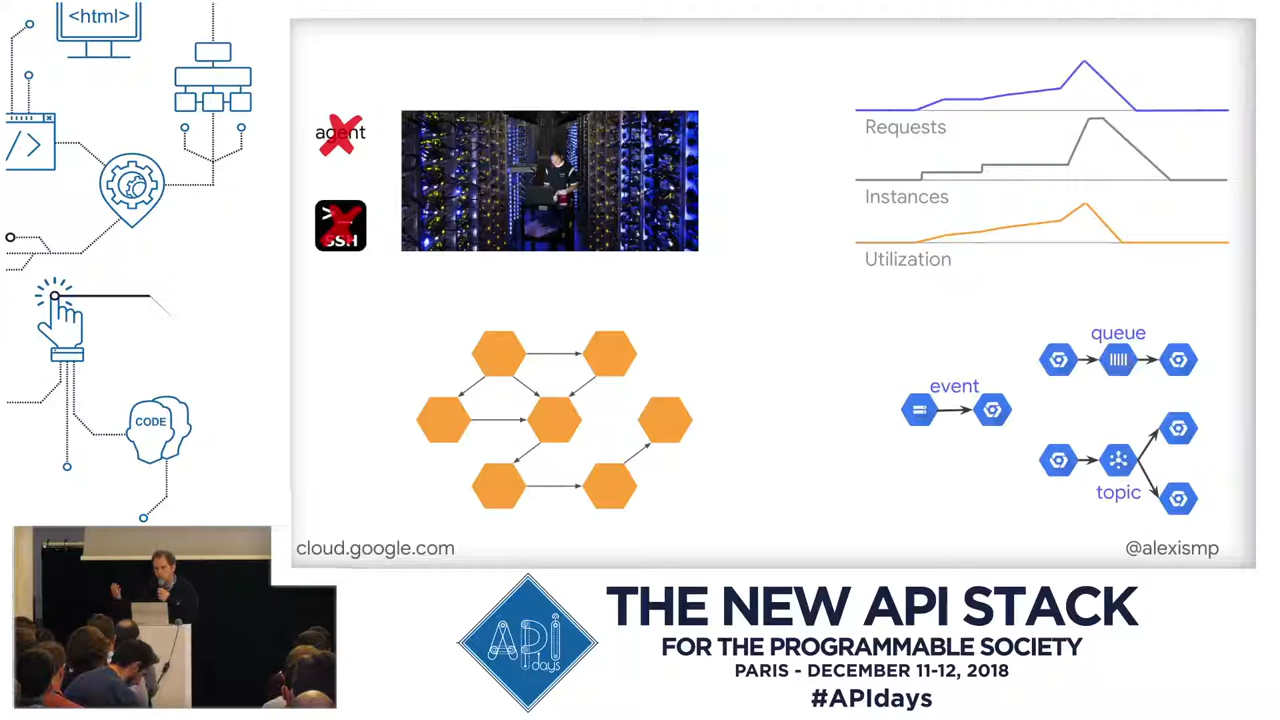 <html>
</>
CODE
agent
>_
SSH
Requests
Instances
Utilization
queue
event
topic
cloud.google.com
@alexismp
API
days
THE NEW API STACK
FOR THE PROGRAMMABLE SOCIETY
PARIS - DECEMBER 11-12, 2018
#APIdays